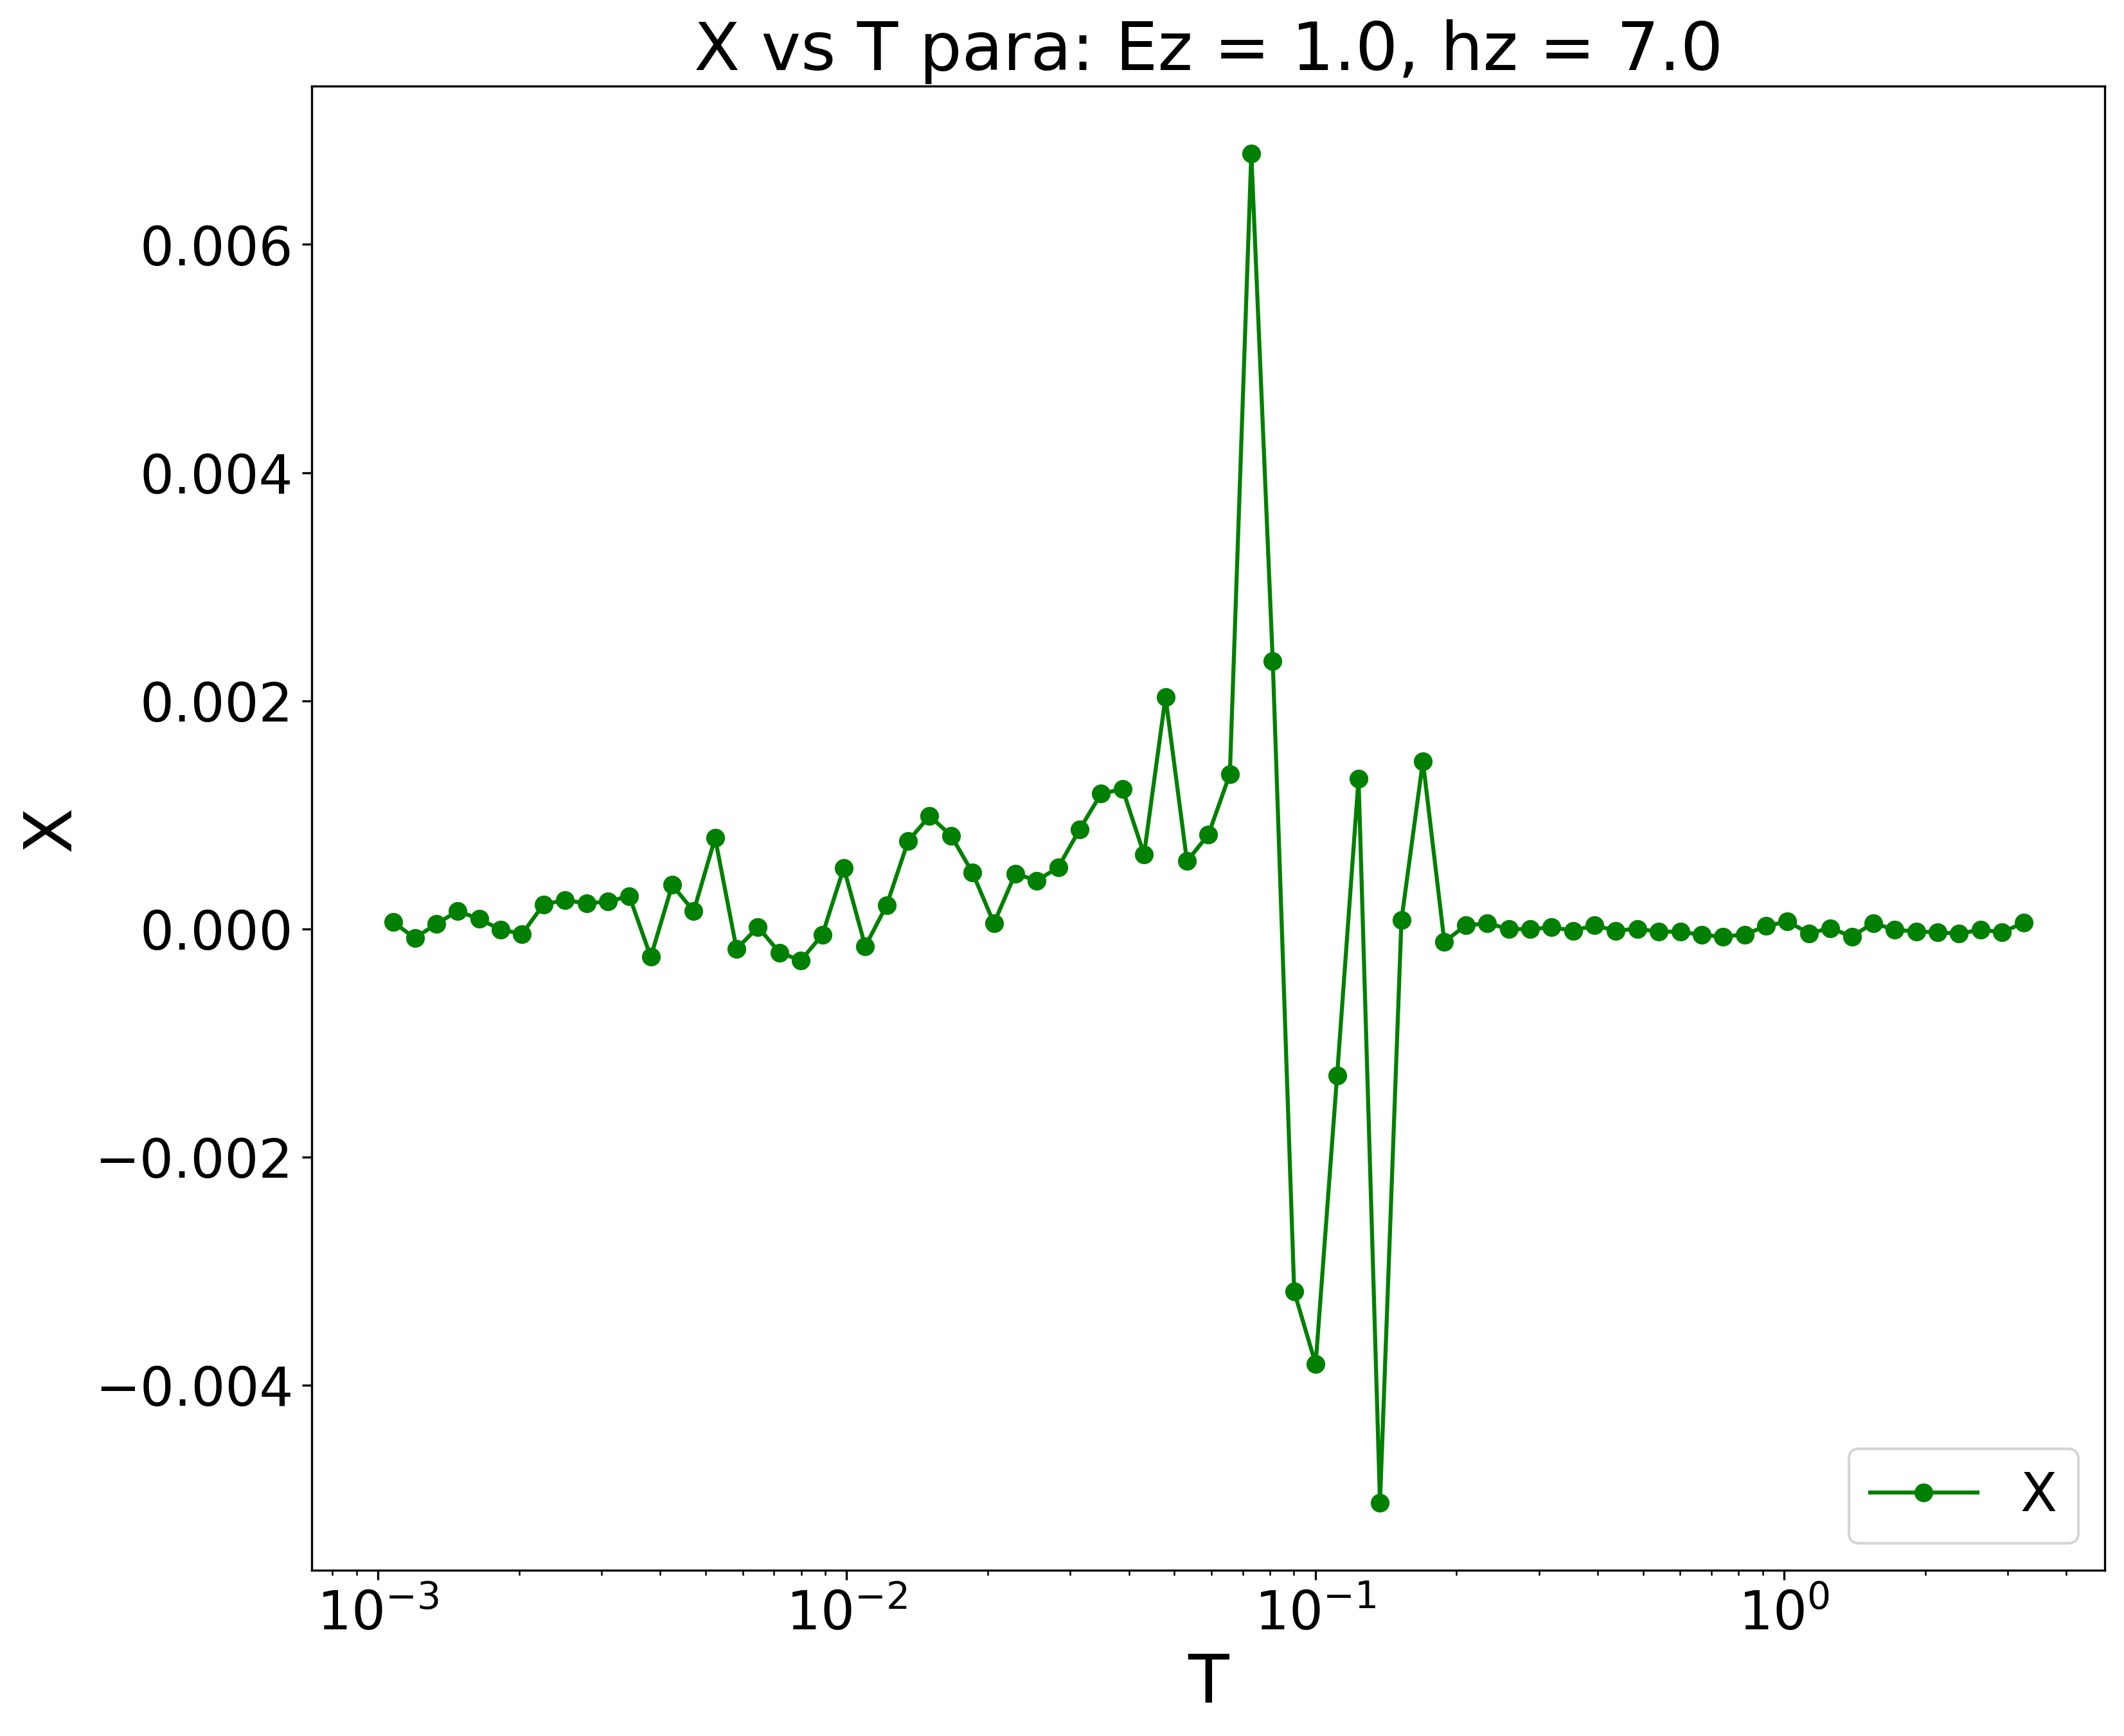 X vs T para: Ez = 1.0, hz = 7.0
0.006
0.004
0.002
0.000
−0.002
−0.004
X
X
10⁻³ 10⁻² 10⁻¹ 10⁰
T